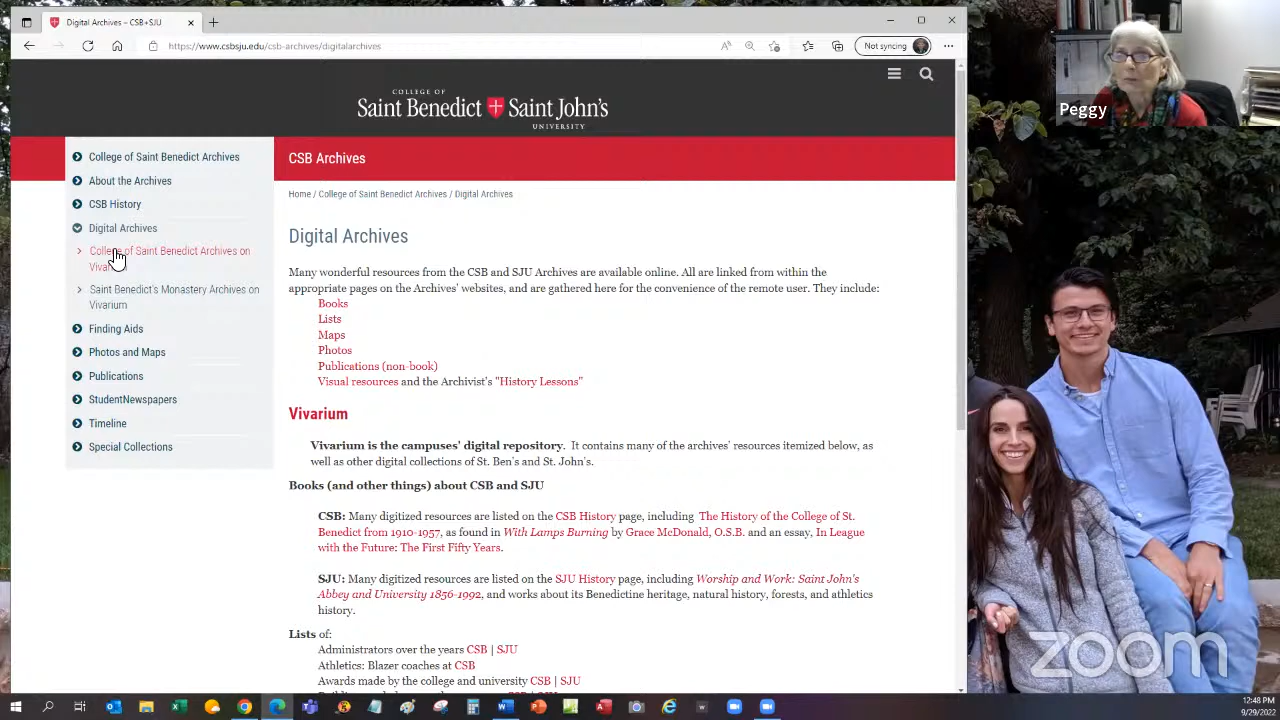 Digital Archives – CSB+SJU
https://www.csbsju.edu/csb-archives/digitalarchives
Not syncing
COLLEGE OF
Saint Benedict Saint John's
UNIVERSITY
College of Saint Benedict Archives
About the Archives
CSB History
Digital Archives
College of Saint Benedict Archives on
Saint Benedict's Monastery Archives on
Vivarium
Finding Aids
Photos and Maps
Publications
StudentNewspapers
Timeline
Special Collections
CSB Archives
Home / College of Saint Benedict Archives / Digital Archives
Digital Archives
Many wonderful resources from the CSB and SJU Archives are available online. All are linked from within the
appropriate pages on the Archives' websites, and are gathered here for the convenience of the remote user. They include:
Books
Lists
Maps
Photos
Publications (non-book)
Visual resources and the Archivist's "History Lessons"
Vivarium
Vivarium is the campuses' digital repository. It contains many of the archives' resources itemized below, as
well as other digital collections of St. Ben's and St. John's.
Books (and other things) about CSB and SJU
CSB: Many digitized resources are listed on the CSB History page, including The History of the College of St.
Benedict from 1910-1957, as found in With Lamps Burning by Grace McDonald, O.S.B. and an essay, In League
with the Future: The First Fifty Years.
SJU: Many digitized resources are listed on the SJU History page, including Worship and Work: Saint John's
Abbey and University 1856-1992, and works about its Benedictine heritage, natural history, forests, and athletics
history.
Lists of:
Administrators over the years CSB | SJU
Athletics: Blazer coaches at CSB
Awards made by the college and university CSB | SJU
Peggy
zoom
12:48 PM
9/29/2022